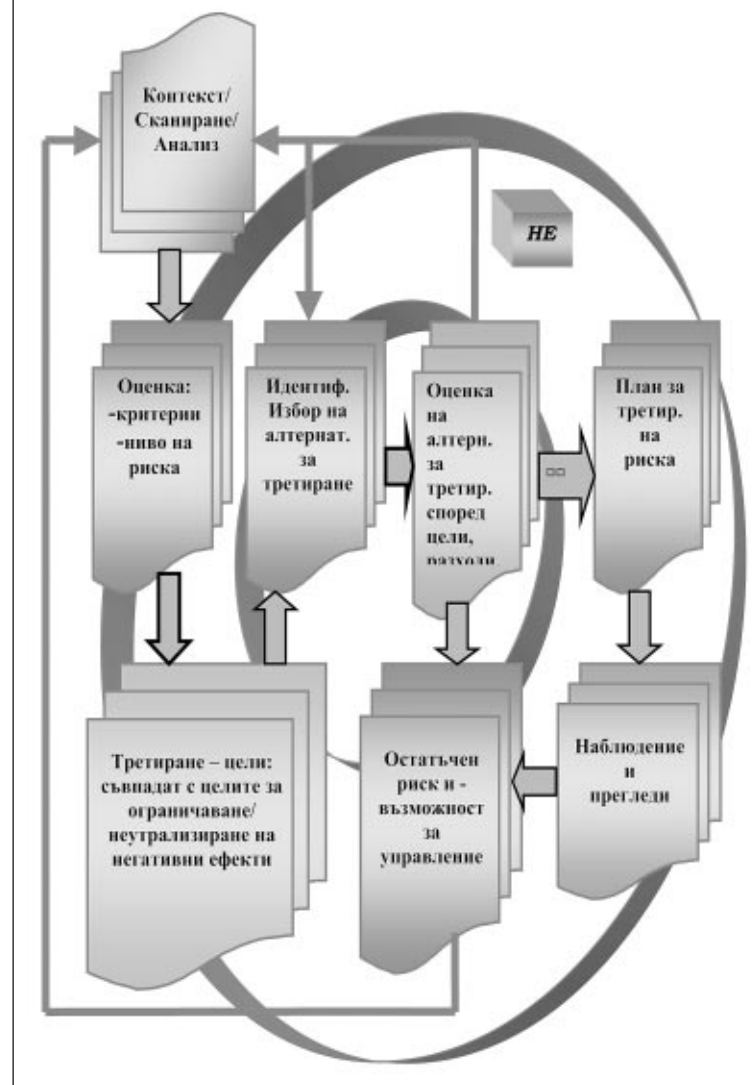 Контекст/
Сканиране/
Анализ
НЕ
Оценка:
-критерии
-ниво на
риска
Идентиф.
Избор на
алтернат.
за
третиране
Оценка
на
алтерн.
за
третир.
според
цели,
разходи
План за
третир.
на
риска
Третиране – цели:
съвпадат с целите за
ограничаване/
неутрализиране на
негативни ефекти
Остатъчен
риск и -
възможност
за
управление
Наблюдение
и
прегледи